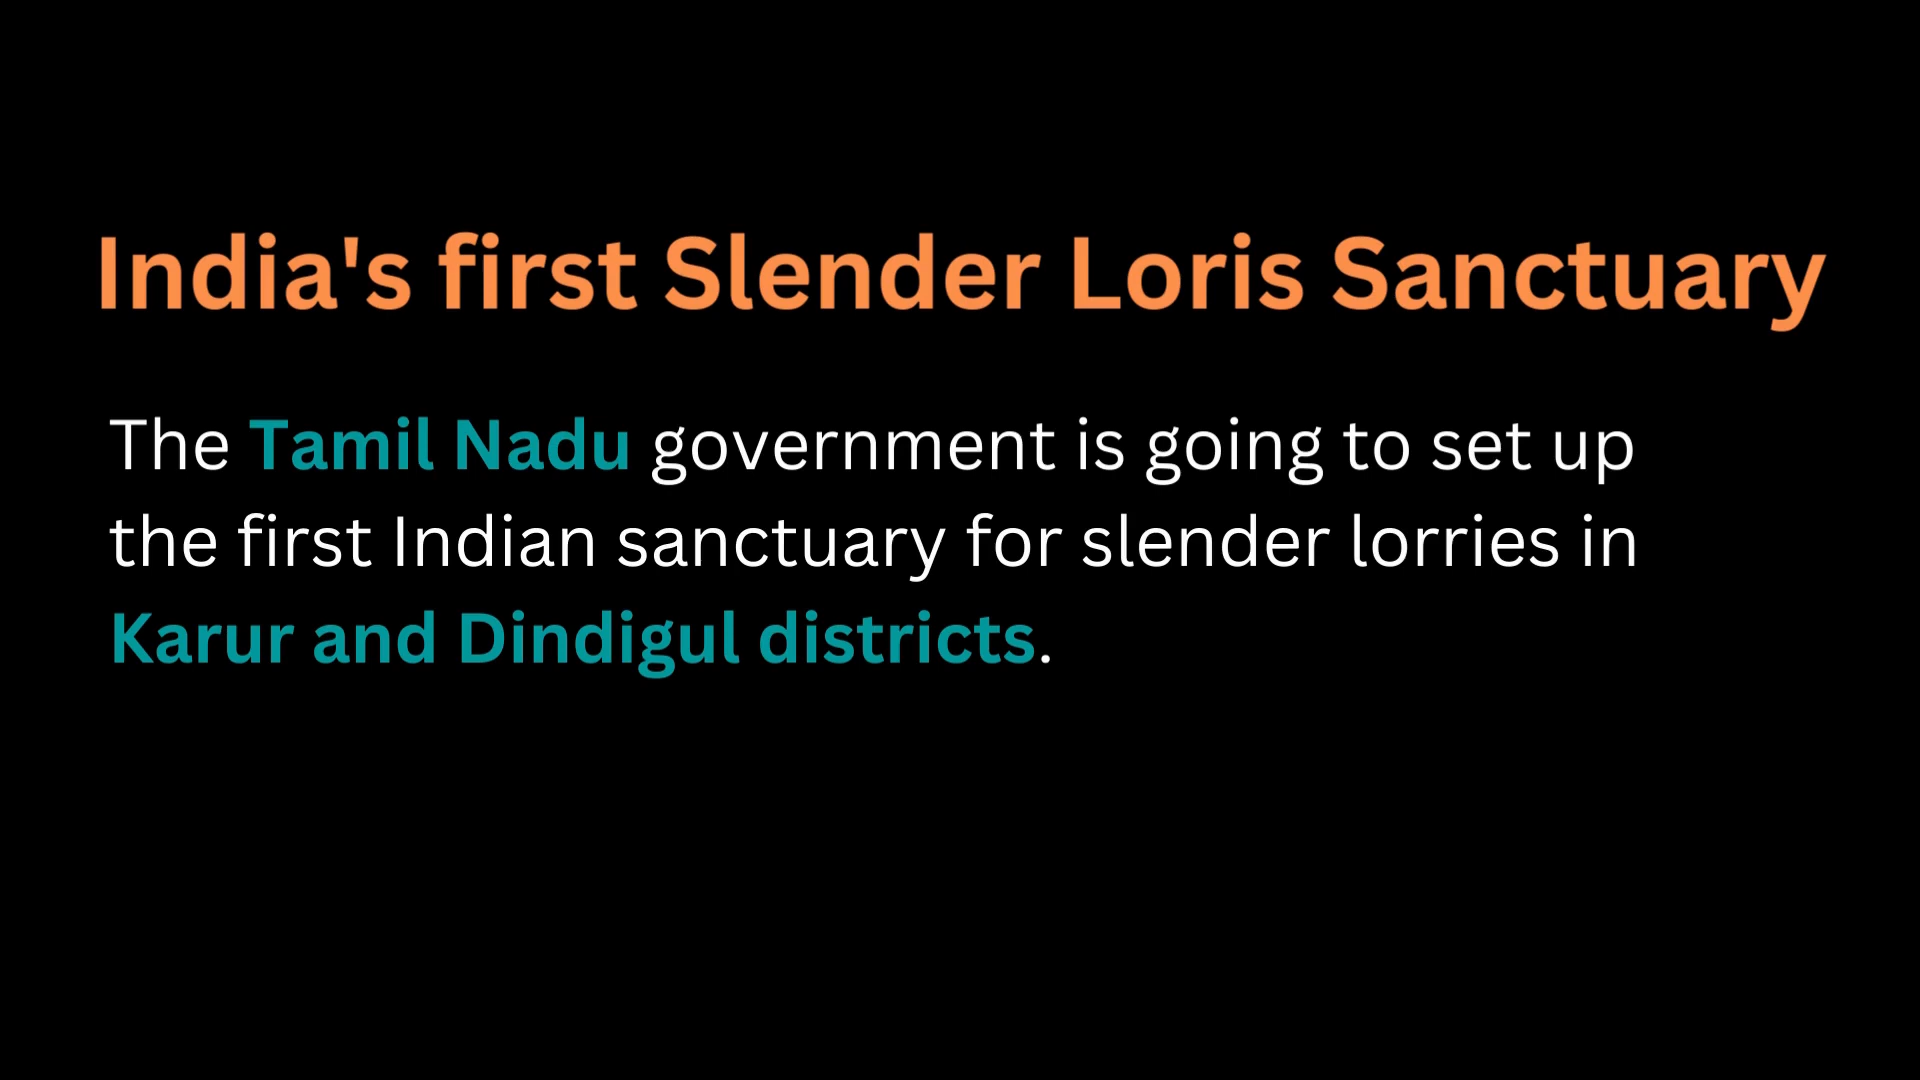 India's first Slender Loris Sanctuary
The Tamil Nadu government is going to set up
the first Indian sanctuary for slender lorries in
Karur and Dindigul districts.